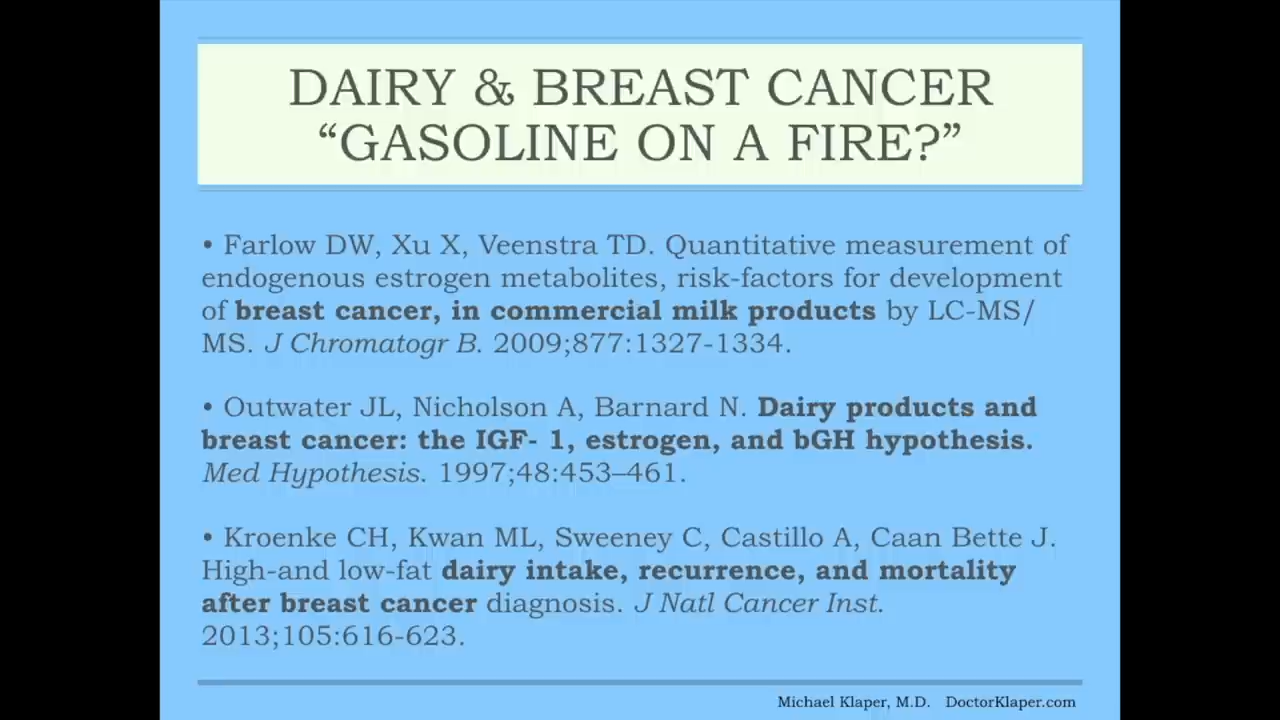 DAIRY & BREAST CANCER
“GASOLINE ON A FIRE?”
• Farlow DW, Xu X, Veenstra TD. Quantitative measurement of
endogenous estrogen metabolites, risk-factors for development
of breast cancer, in commercial milk products by LC-MS/
MS. J Chromatogr B. 2009;877:1327-1334.
• Outwater JL, Nicholson A, Barnard N. Dairy products and
breast cancer: the IGF- 1, estrogen, and bGH hypothesis.
Med Hypothesis. 1997;48:453–461.
• Kroenke CH, Kwan ML, Sweeney C, Castillo A, Caan Bette J.
High-and low-fat dairy intake, recurrence, and mortality
after breast cancer diagnosis. J Natl Cancer Inst.
2013;105:616-623.
Michael Klaper, M.D. DoctorKlaper.com